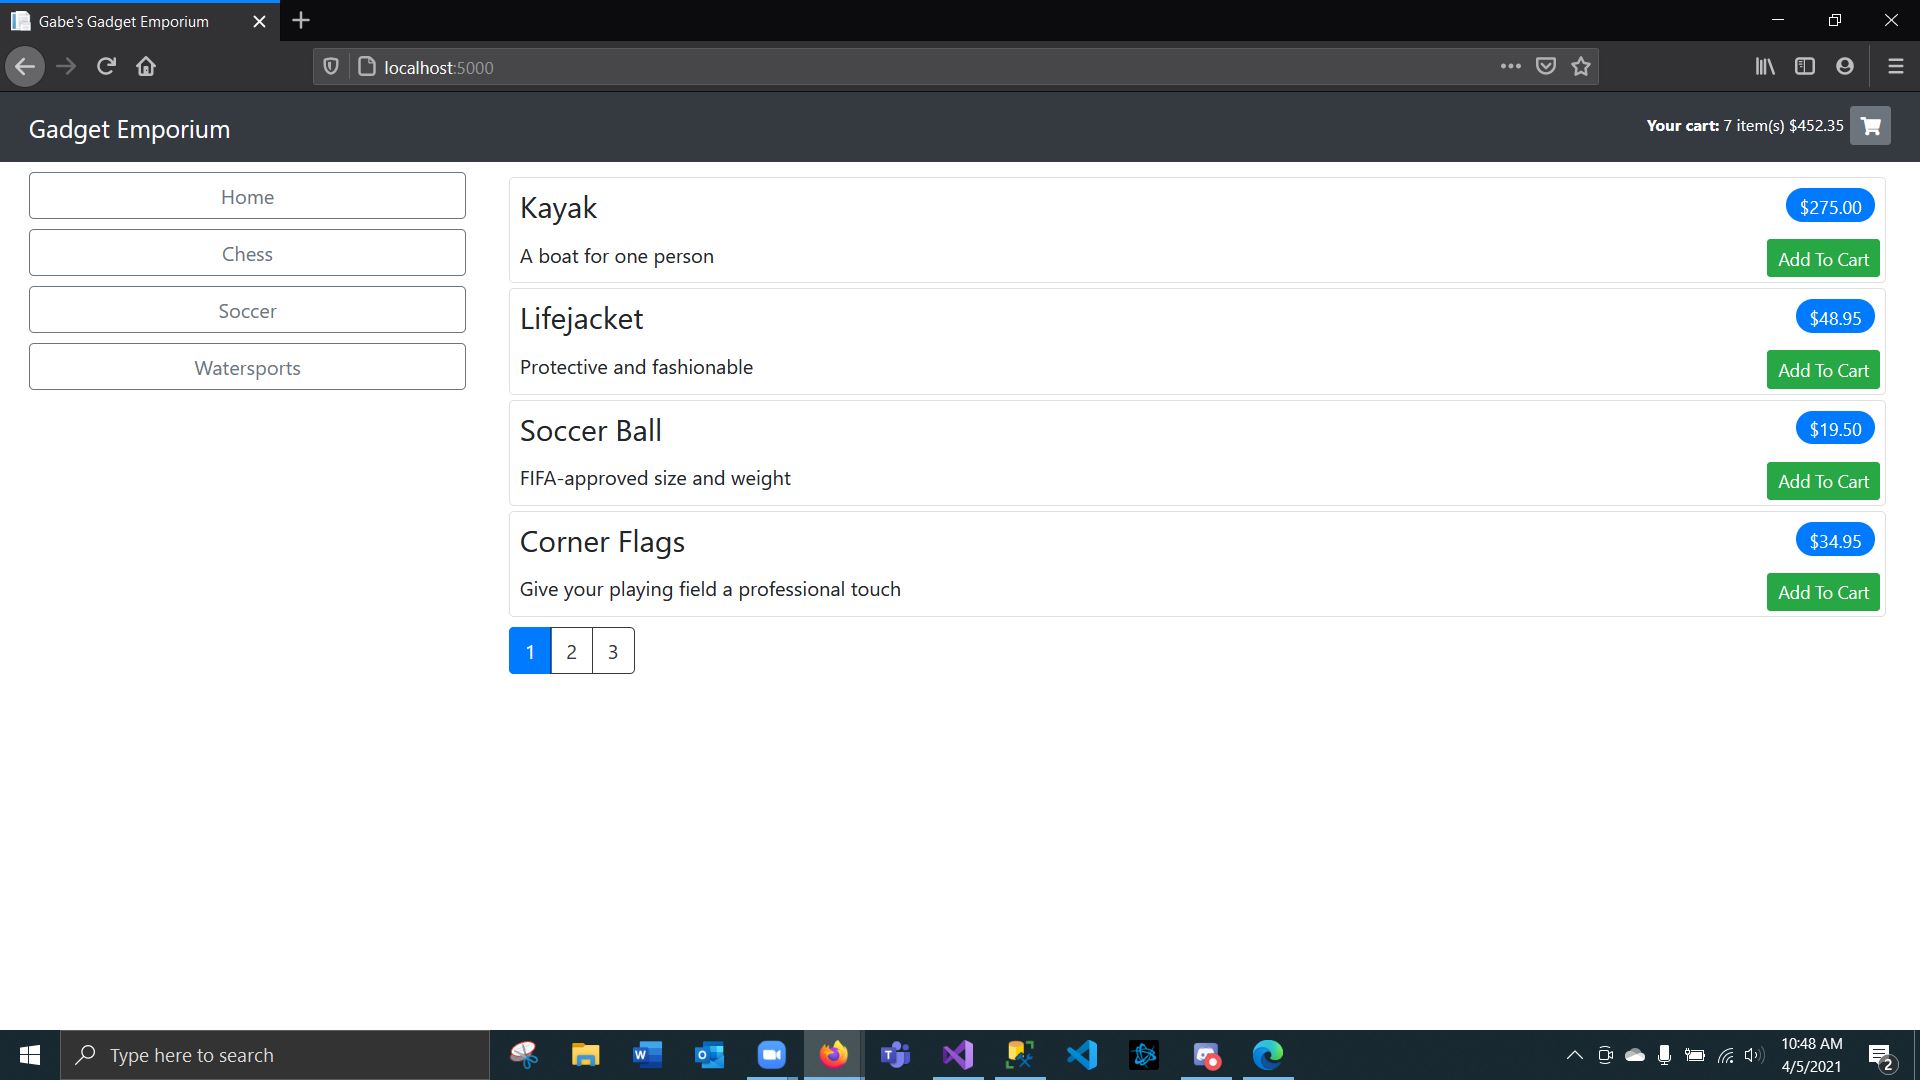 Gabe's Gadget Emporium
localhost:5000
Gadget Emporium
Your cart: 7 item(s) $452.35
Home
Chess
Soccer
Watersports
Kayak
$275.00
A boat for one person
Add To Cart
Lifejacket
$48.95
Protective and fashionable
Add To Cart
Soccer Ball
$19.50
FIFA-approved size and weight
Add To Cart
Corner Flags
$34.95
Give your playing field a professional touch
Add To Cart
1 2 3
Type here to search
10:48 AM
4/5/2021
2